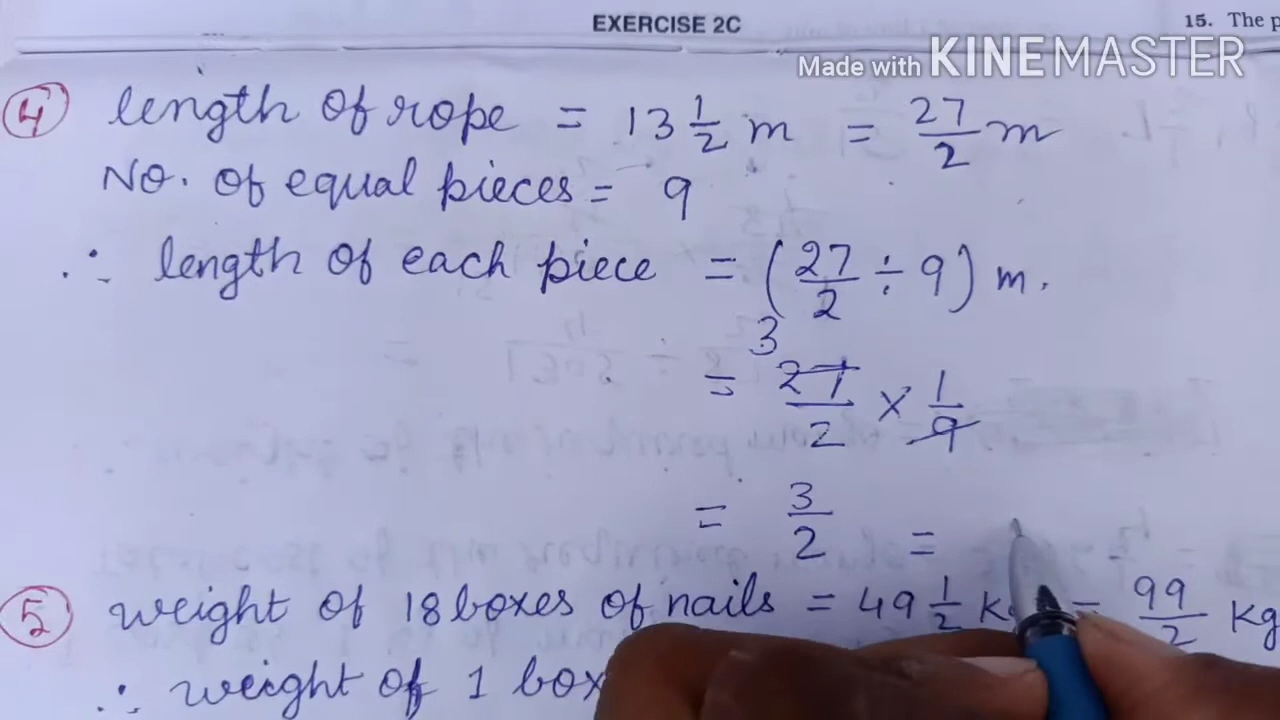 EXERCISE 2C
15. The
Made with KINEMASTER
4 length of rope = 13 1/2 m = 27/2 m
No. of equal pieces = 9
∴ length of each piece = (27/2 ÷ 9) m.
3
= 27/2 × 1/9
= 3/2 =
5 weight of 18 boxes of nails = 49 1/2 = 99/2 kg
∴ weight of 1 box